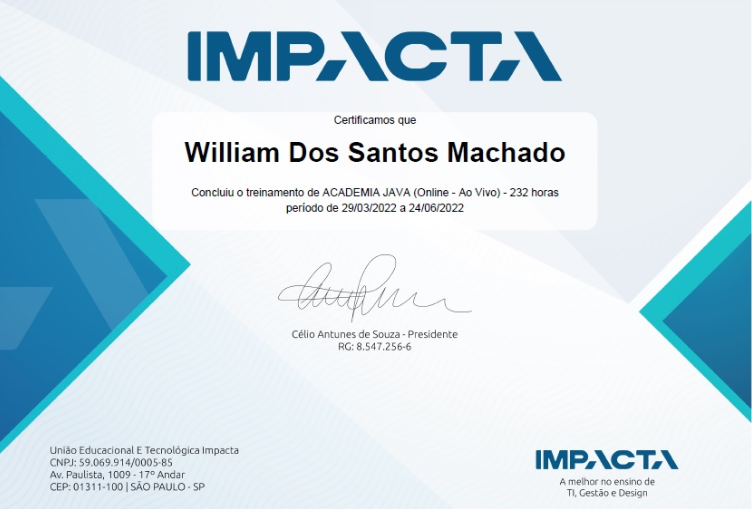 IMPACTA
Certificamos que
William Dos Santos Machado
Concluiu o treinamento de ACADEMIA JAVA (Online - Ao Vivo) - 232 horas
período de 29/03/2022 a 24/06/2022
Célio Antunes de Souza - Presidente
RG: 8.547.256-6
União Educacional E Tecnológica Impacta
CNPJ: 59.069.914/0005-85
Av. Paulista, 1009 - 17º Andar
CEP: 01311-100 | SÃO PAULO - SP
IMPACTA
A melhor no ensino de
TI, Gestão e Design